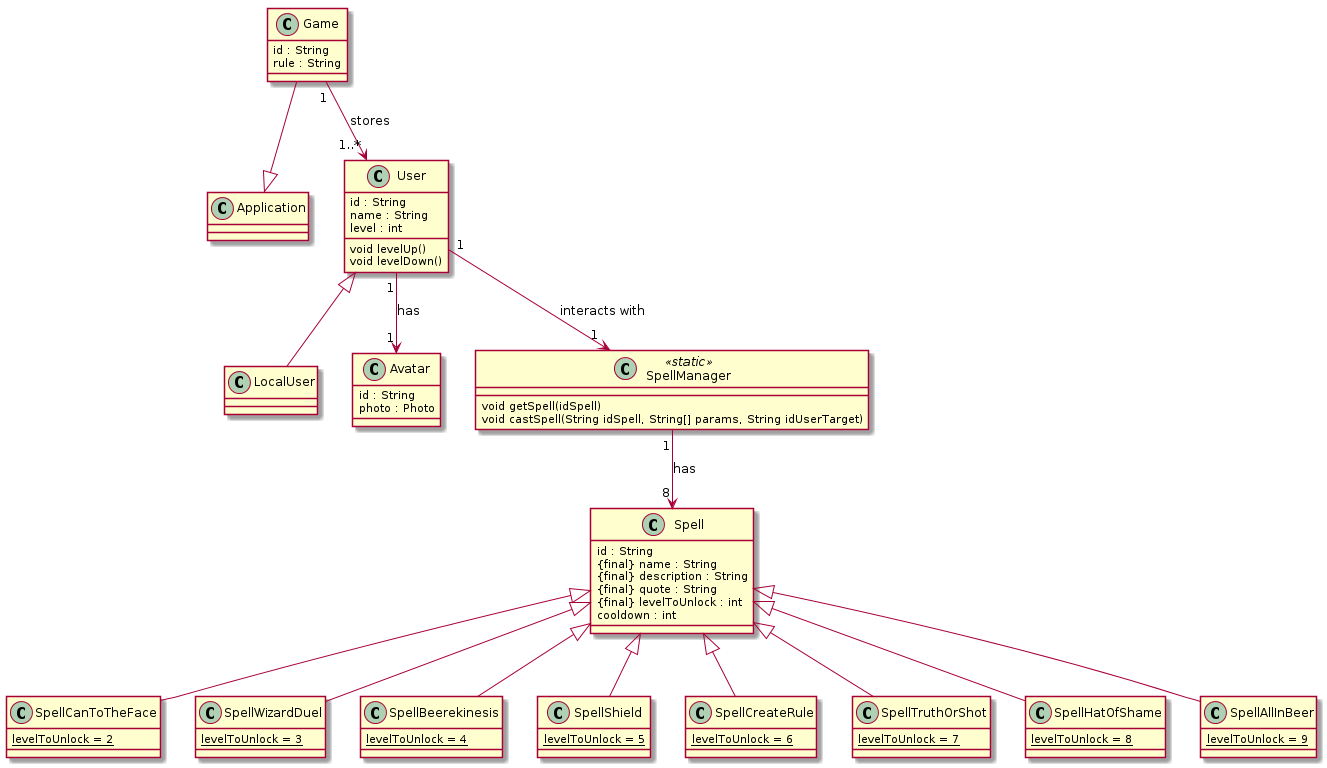 C Game
id : String
rule : String
1
stores
1..*
C Application
C User
id : String
name : String
level : int
void levelUp()
void levelDown()
1
1
has
1
interacts with
1
C LocalUser
C Avatar
id : String
photo : Photo
C «static»
SpellManager
void getSpell(idSpell)
void castSpell(String idSpell, String[] params, String idUserTarget)
1
has
8
C Spell
id : String
{final} name : String
{final} description : String
{final} quote : String
{final} levelToUnlock : int
cooldown : int
C SpellCanToTheFace
levelToUnlock = 2
C SpellWizardDuel
levelToUnlock = 3
C SpellBeerekinesis
levelToUnlock = 4
C SpellShield
levelToUnlock = 5
C SpellCreateRule
levelToUnlock = 6
C SpellTruthOrShot
levelToUnlock = 7
C SpellHatOfShame
levelToUnlock = 8
C SpellAllInBeer
levelToUnlock = 9